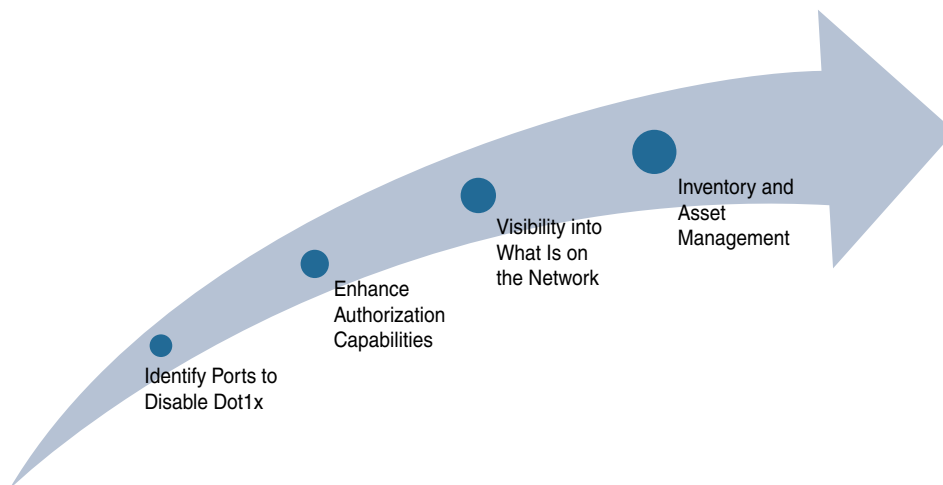 Identify Ports to
Disable Dot1x
Enhance
Authorization
Capabilities
Visibility into
What Is on
the Network
Inventory and
Asset
Management